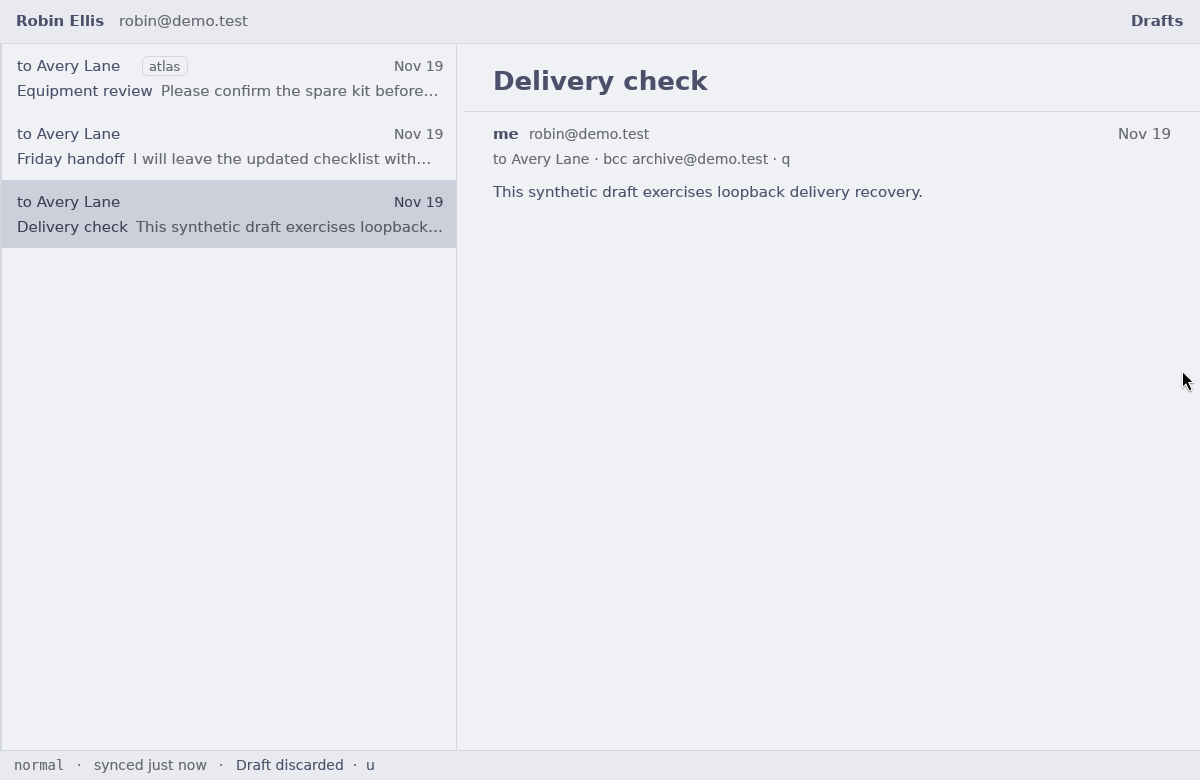 Robin Ellis robin@demo.test Drafts
to Avery Lane atlas Nov 19
Equipment review Please confirm the spare kit before…
to Avery Lane Nov 19
Friday handoff I will leave the updated checklist with…
to Avery Lane Nov 19
Delivery check This synthetic draft exercises loopback…
Delivery check
me robin@demo.test Nov 19
to Avery Lane · bcc archive@demo.test · q
This synthetic draft exercises loopback delivery recovery.
normal · synced just now · Draft discarded · u